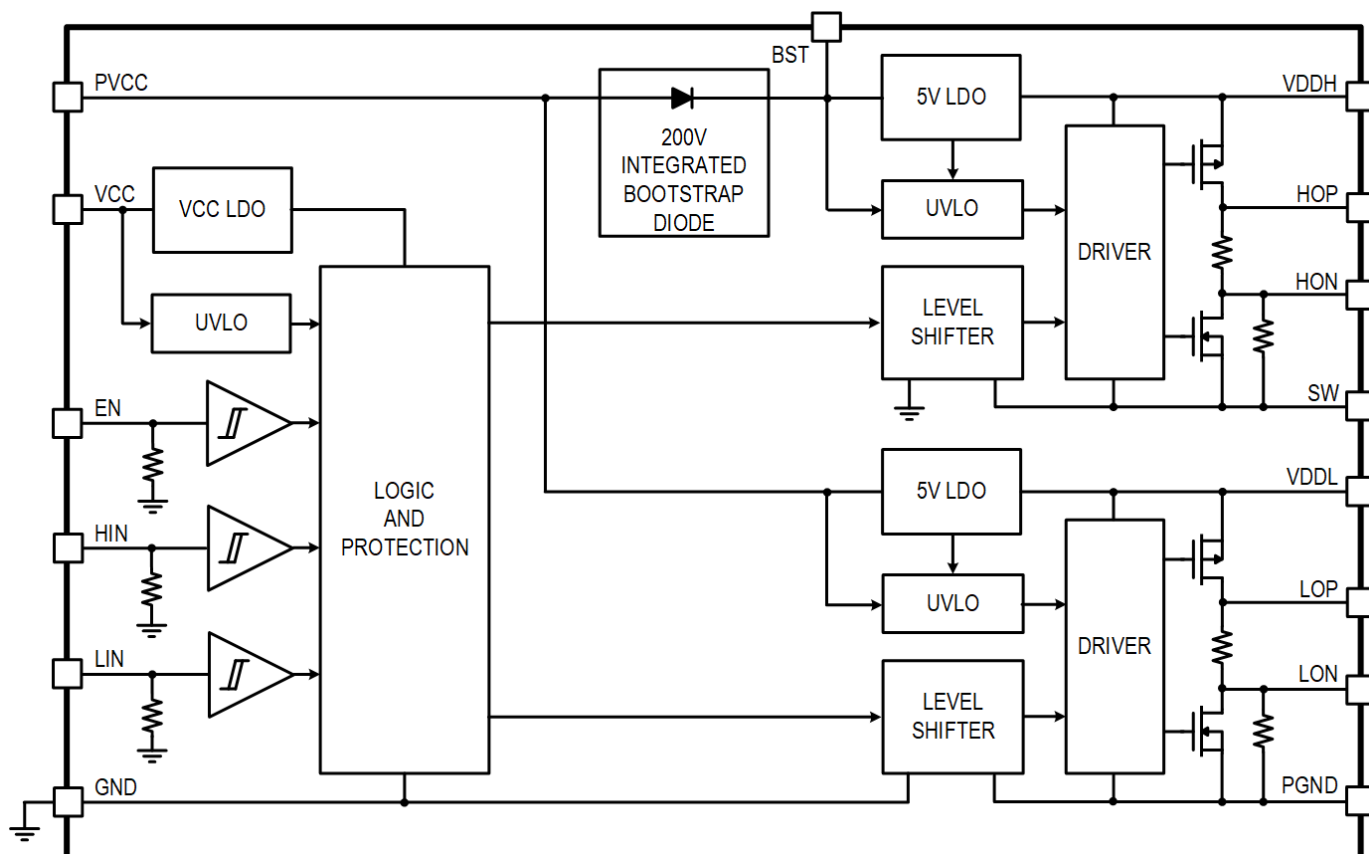 BST
PVCC
5V LDO
VDDH
200V
INTEGRATED
BOOTSTRAP
DIODE
VCC
VCC LDO
UVLO
HOP
DRIVER
HON
UVLO
LEVEL
SHIFTER
EN
SW
LOGIC
AND
PROTECTION
5V LDO
VDDL
HIN
UVLO
LOP
DRIVER
LIN
LON
LEVEL
SHIFTER
GND
PGND